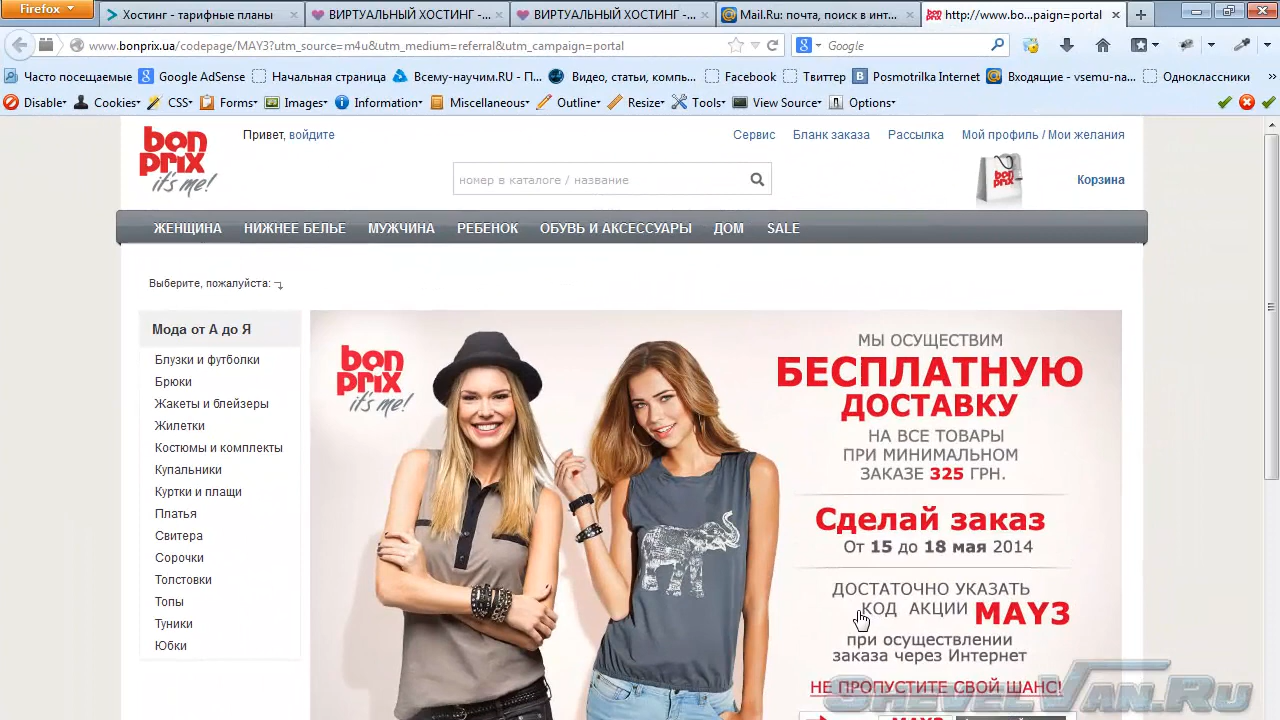 Firefox
Хостинг - тарифные планы
ВИРТУАЛЬНЫЙ ХОСТИНГ -...
ВИРТУАЛЬНЫЙ ХОСТИНГ -...
Mail.Ru: почта, поиск в инт...
http://www.bo...paign=portal
www.bonprix.ua/codepage/MAY3?utm_source=m4u&utm_medium=referral&utm_campaign=portal
Google
Часто посещаемые
Google AdSense
Начальная страница
Всему-научим.RU - П...
Видео, статьи, компь...
Facebook
Твиттер
Posmotrilka Internet
Входящие - vsemu-na...
Одноклассники
Disable
Cookies
CSS
Forms
Images
Information
Miscellaneous
Outline
Resize
Tools
View Source
Options
bon prix
it's me!
Привет, войдите
Сервис
Бланк заказа
Рассылка
Мой профиль / Мои желания
номер в каталоге / название
bon prix
Корзина
ЖЕНЩИНА
НИЖНЕЕ БЕЛЬЕ
МУЖЧИНА
РЕБЕНОК
ОБУВЬ И АКСЕССУАРЫ
ДОМ
SALE
Выберите, пожалуйста:
Мода от А до Я
Блузки и футболки
Брюки
Жакеты и блейзеры
Жилетки
Костюмы и комплекты
Купальники
Куртки и плащи
Платья
Свитера
Сорочки
Толстовки
Топы
Туники
Юбки
bon prix
it's me!
МЫ ОСУЩЕСТВИМ
БЕСПЛАТНУЮ
ДОСТАВКУ
НА ВСЕ ТОВАРЫ
ПРИ МИНИМАЛЬНОМ
ЗАКАЗЕ 325 ГРН.
Сделай заказ
От 15 до 18 мая 2014
ДОСТАТОЧНО УКАЗАТЬ
КОД АКЦИИ MAY3
при осуществлении
заказа через Интернет
НЕ ПРОПУСТИТЕ СВОЙ ШАНС!
MAY3
SHEVELVAN.RU